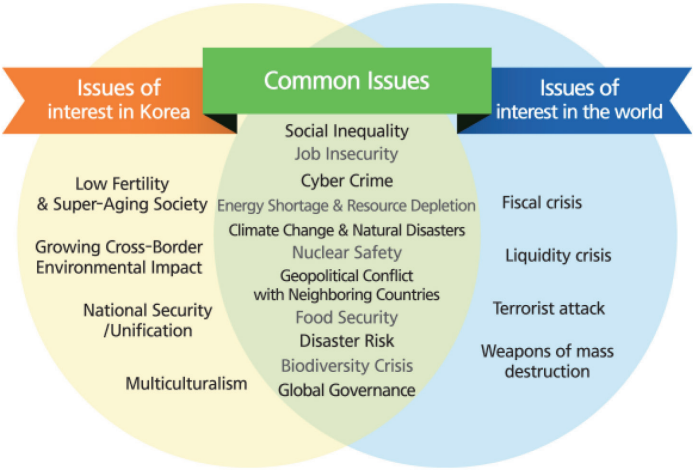 Issues of
interest in Korea
Common Issues
Issues of
interest in the world
Low Fertility
& Super-Aging Society
Growing Cross-Border
Environmental Impact
National Security
/Unification
Multiculturalism
Social Inequality
Job Insecurity
Cyber Crime
Energy Shortage & Resource Depletion
Climate Change & Natural Disasters
Nuclear Safety
Geopolitical Conflict
with Neighboring Countries
Food Security
Disaster Risk
Biodiversity Crisis
Global Governance
Fiscal crisis
Liquidity crisis
Terrorist attack
Weapons of mass
destruction